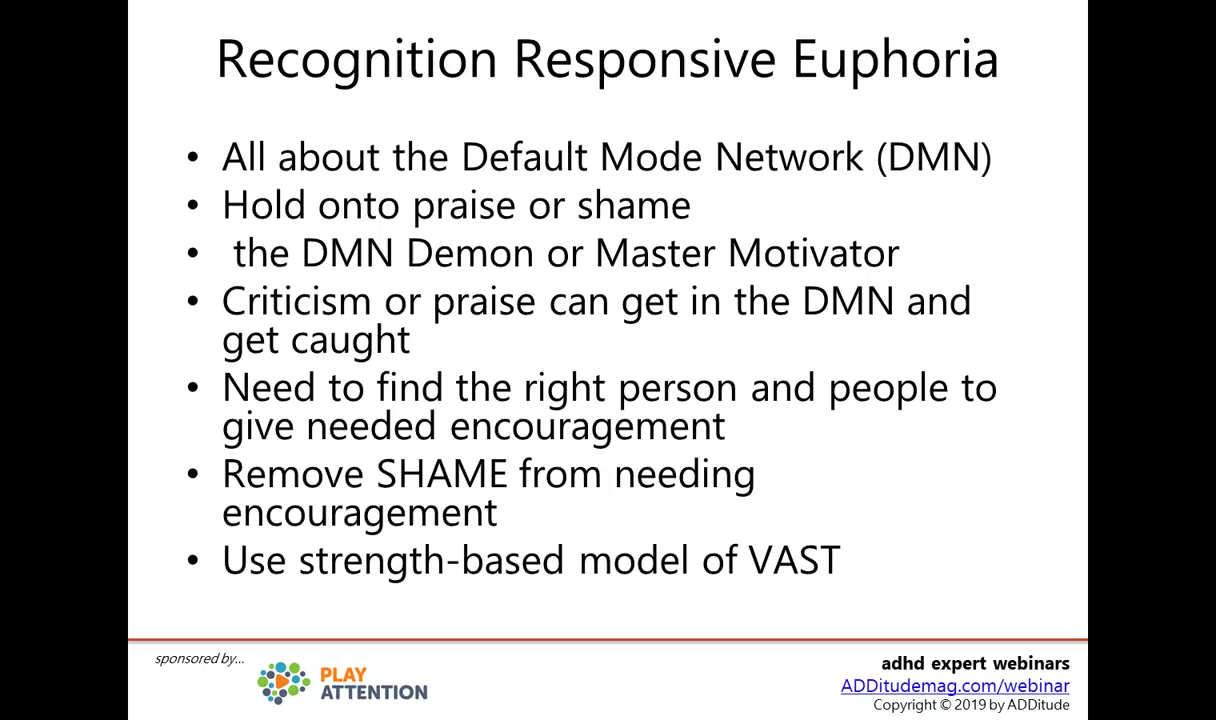 Recognition Responsive Euphoria
• All about the Default Mode Network (DMN)
• Hold onto praise or shame
• the DMN Demon or Master Motivator
• Criticism or praise can get in the DMN and
get caught
• Need to find the right person and people to
give needed encouragement
• Remove SHAME from needing
encouragement
• Use strength-based model of VAST
sponsored by...
PLAY
ATTENTION
adhd expert webinars
ADDitudemag.com/webinar
Copyright © 2019 by ADDitude